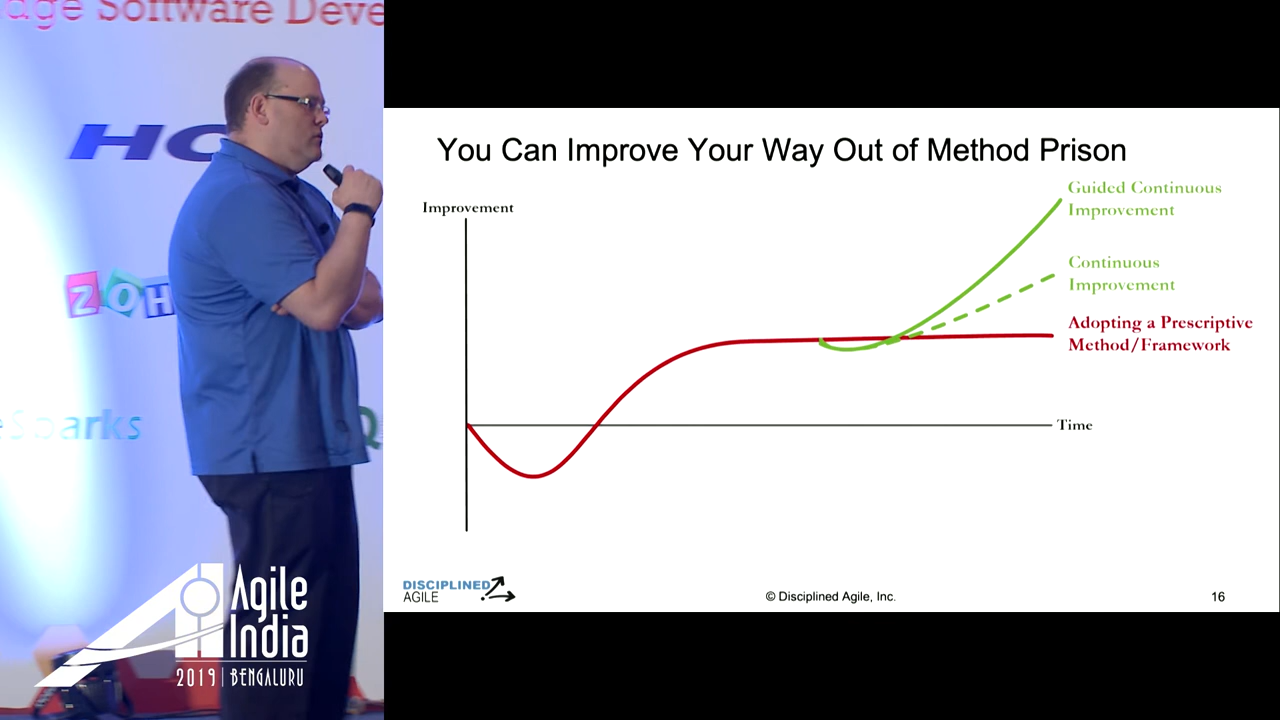 Software Deve
You Can Improve Your Way Out of Method Prison
Guided Continuous
Improvement
Improvement
Continuous
Improvement
Adopting a Prescriptive
Method/Framework
Time
DISCIPLINED
AGILE
© Disciplined Agile, Inc.
16
HC
ZOH
Sparks
Agile
India
2019 | BENGALURU